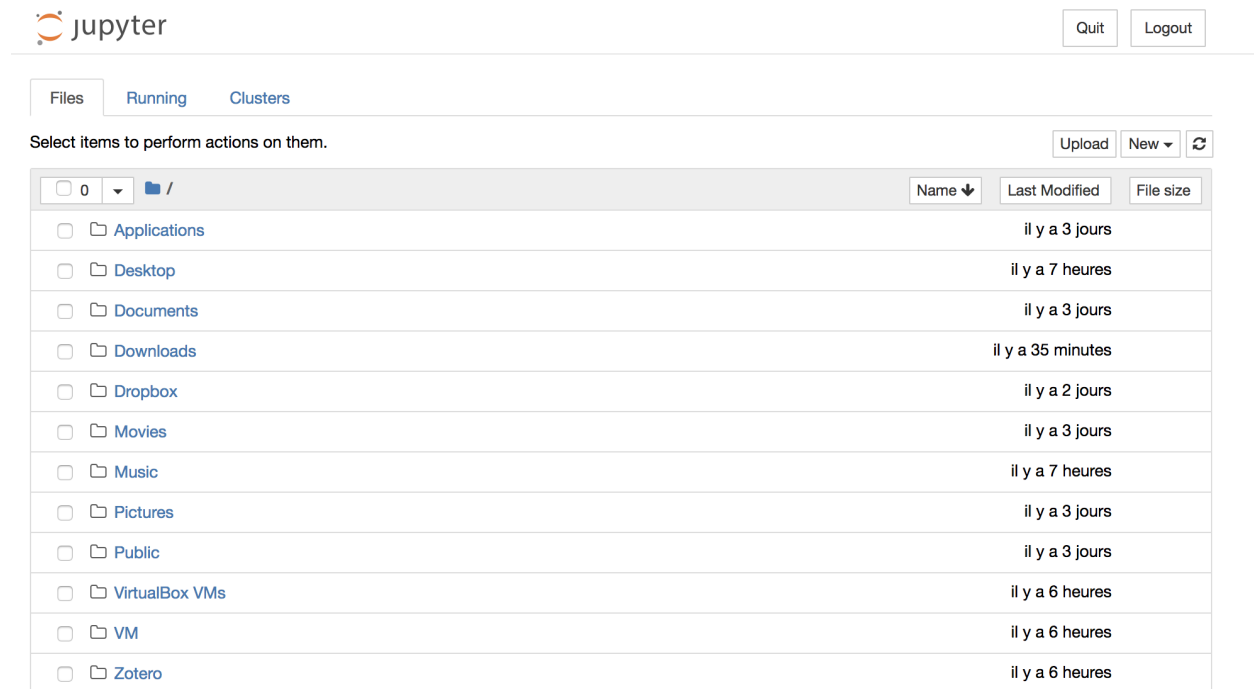 jupyter Quit Logout
Files Running Clusters
Select items to perform actions on them. Upload New
0 / Name Last Modified File size
Applications il y a 3 jours
Desktop il y a 7 heures
Documents il y a 3 jours
Downloads il y a 35 minutes
Dropbox il y a 2 jours
Movies il y a 3 jours
Music il y a 7 heures
Pictures il y a 3 jours
Public il y a 3 jours
VirtualBox VMs il y a 6 heures
VM il y a 6 heures
Zotero il y a 6 heures